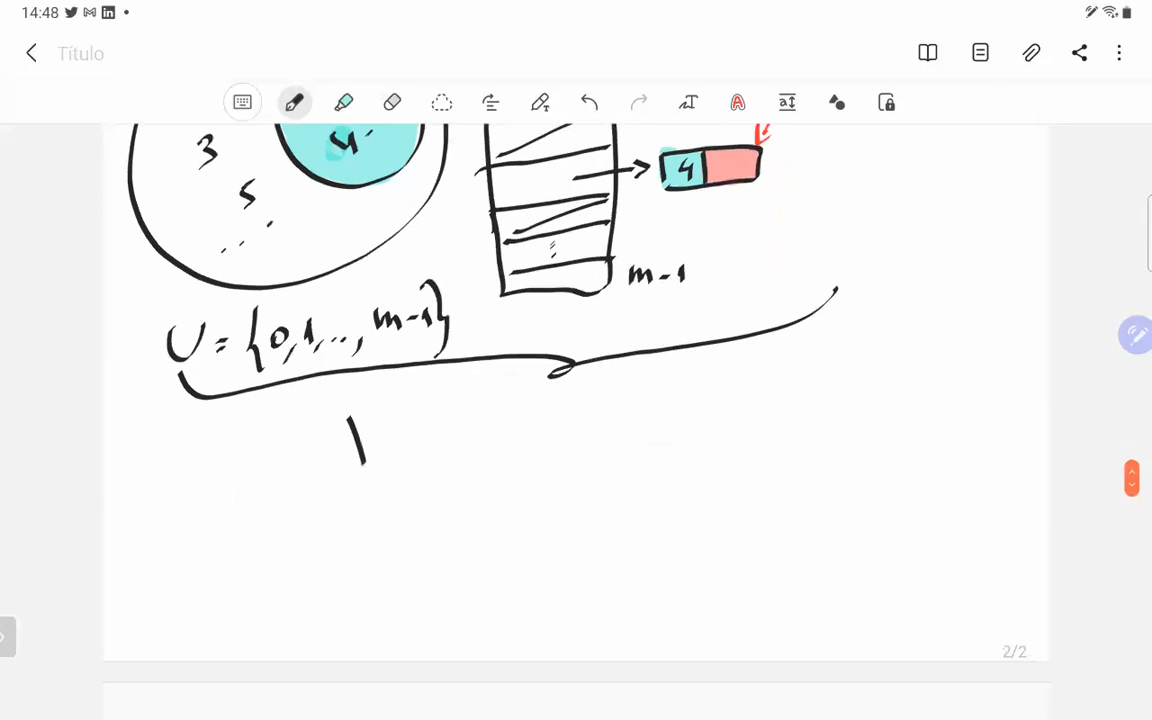 14:48
Título
3
4
5
4
m-1
U = {0,1,..., m-1}
2/2